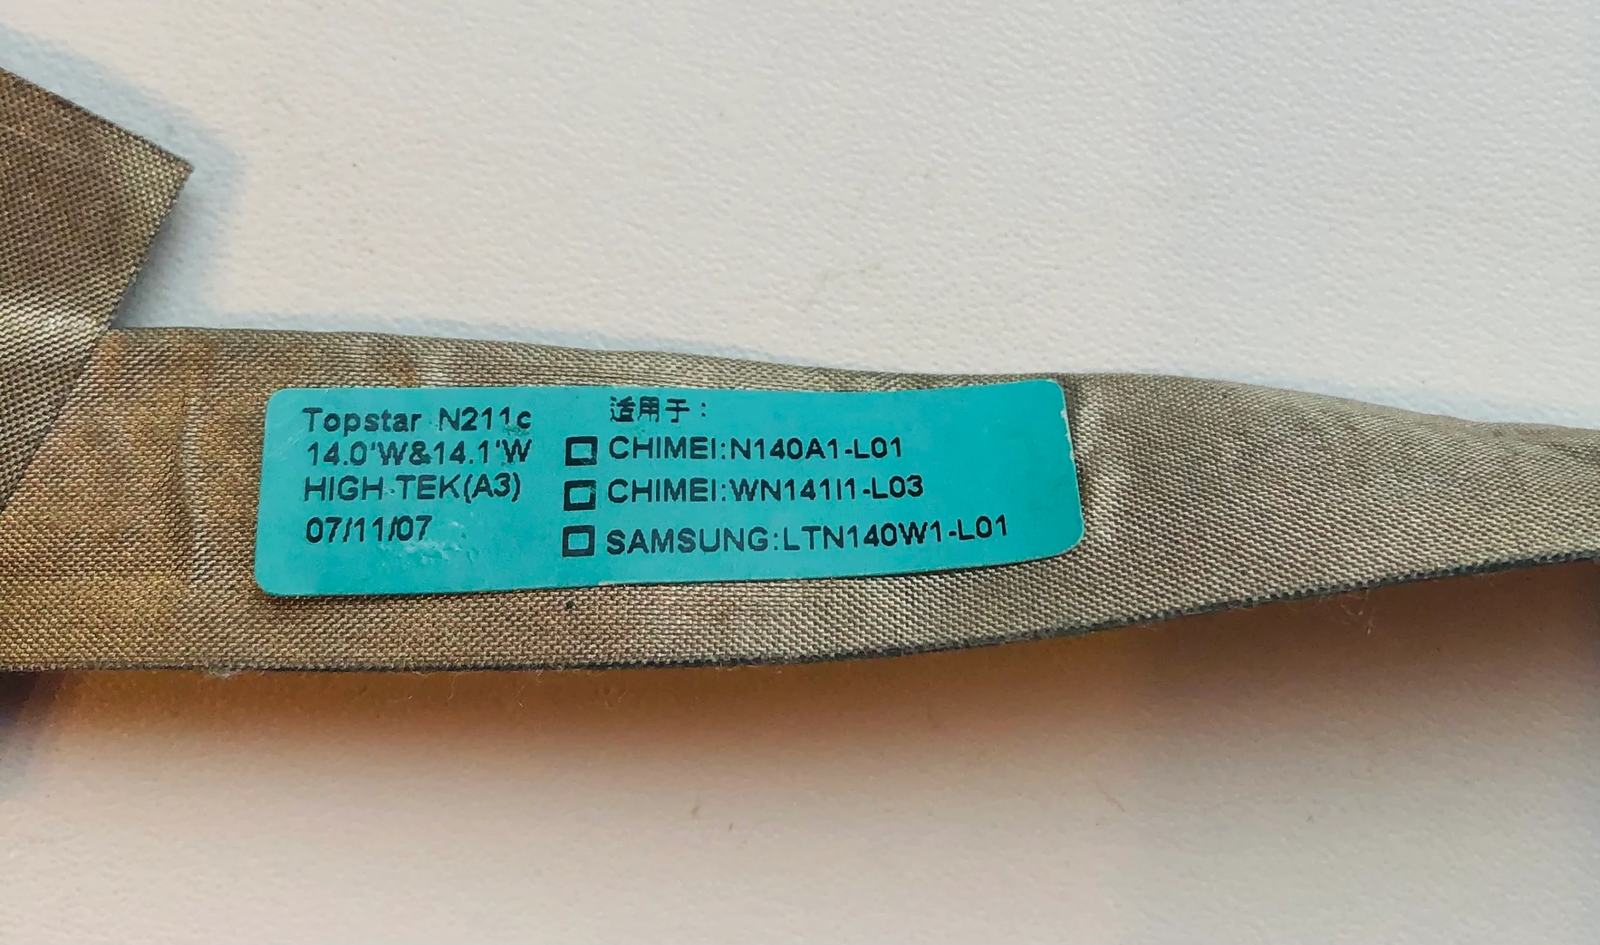 Topstar N211c
14.0'W&14.1'W
HIGH-TEK(A3)
07/11/07
适用于：
CHIMEI:N140A1-L01
CHIMEI:WN141I1-L03
SAMSUNG:LTN140W1-L01